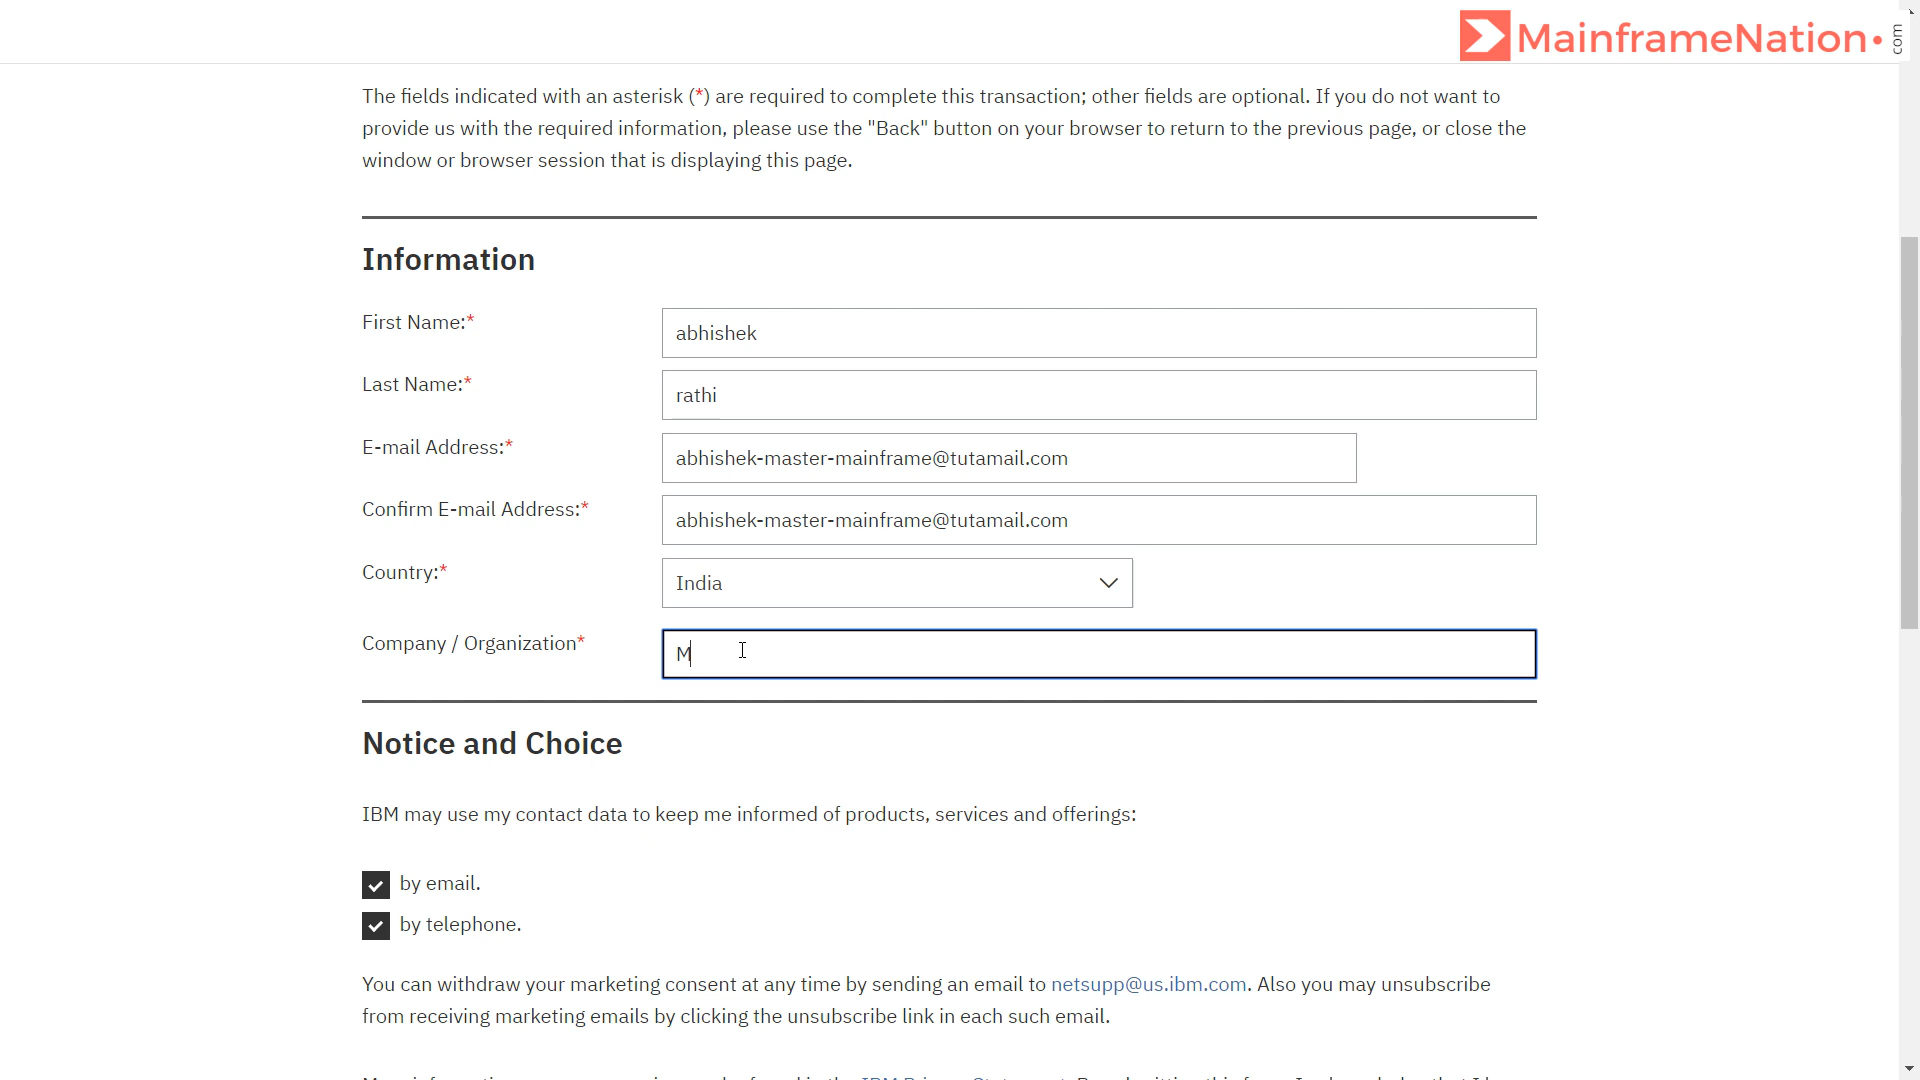 MainframeNation.com
The fields indicated with an asterisk (*) are required to complete this transaction; other fields are optional. If you do not want to
provide us with the required information, please use the "Back" button on your browser to return to the previous page, or close the
window or browser session that is displaying this page.
Information
First Name:*
abhishek
Last Name:*
rathi
E-mail Address:*
abhishek-master-mainframe@tutamail.com
Confirm E-mail Address:*
abhishek-master-mainframe@tutamail.com
Country:*
India
Company / Organization*
M
Notice and Choice
IBM may use my contact data to keep me informed of products, services and offerings:
by email.
by telephone.
You can withdraw your marketing consent at any time by sending an email to netsupp@us.ibm.com. Also you may unsubscribe
from receiving marketing emails by clicking the unsubscribe link in each such email.